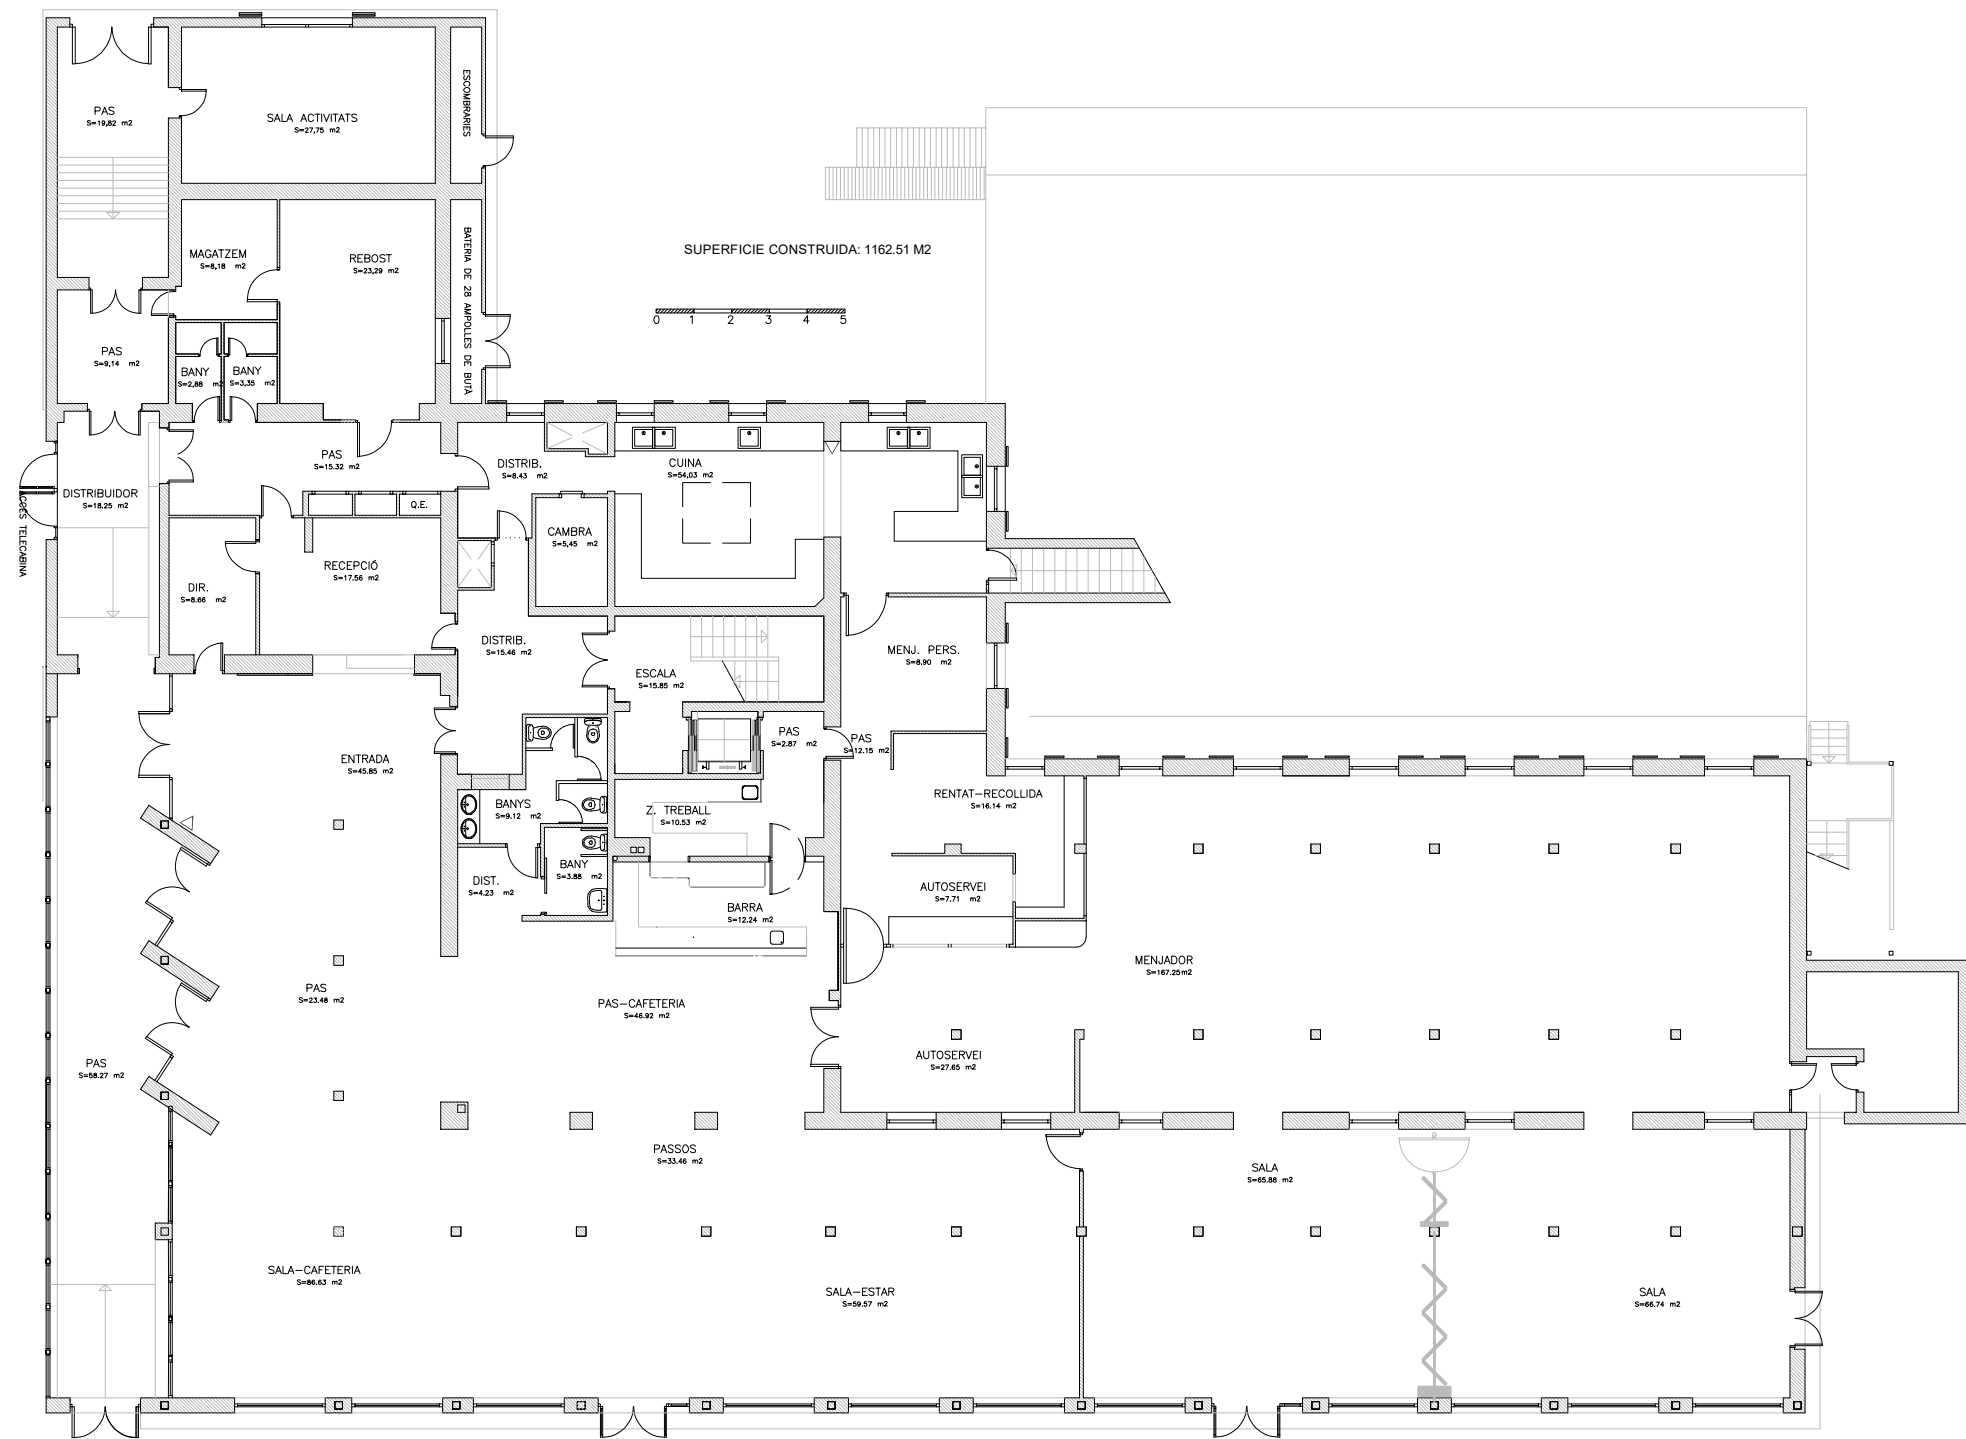 PAS
S=19,82 m2
SALA ACTIVITATS
S=27,75 m2
ESCOMBRARIES
SUPERFICIE CONSTRUIDA: 1162.51 M2
0 1 2 3 4 5
MAGATZEM
S=8,18 m2
REBOST
S=23,29 m2
BATERIA DE 28 AMPOLLES DE BUTÀ
PAS
S=9,14 m2
BANY
S=2,88 m2
BANY
S=3,35 m2
PAS
S=15.32 m2
DISTRIB.
S=8.43 m2
CUINA
S=54,03 m2
DISTRIBUIDOR
S=18.25 m2
ACCÉS TELECABINA
Q.E.
CAMBRA
S=5,45 m2
RECEPCIÓ
S=17.56 m2
DIR.
S=8.66 m2
DISTRIB.
S=15.46 m2
MENJ. PERS.
S=8.90 m2
ESCALA
S=15.85 m2
PAS
S=2.87 m2
PAS
S=12.15 m2
ENTRADA
S=45.85 m2
RENTAT-RECOLLIDA
S=16.14 m2
BANYS
S=9.12 m2
Z. TREBALL
S=10.53 m2
BANY
S=3.88 m2
DIST.
S=4.23 m2
AUTOSERVEI
S=7.71 m2
BARRA
S=12.24 m2
MENJADOR
S=167.25m2
PAS
S=23.48 m2
PAS-CAFETERIA
S=46.92 m2
AUTOSERVEI
S=27.65 m2
PAS
S=58.27 m2
PASSOS
S=33.46 m2
SALA
S=65.88 m2
SALA-CAFETERIA
S=86.63 m2
SALA-ESTAR
S=59.57 m2
SALA
S=66.74 m2